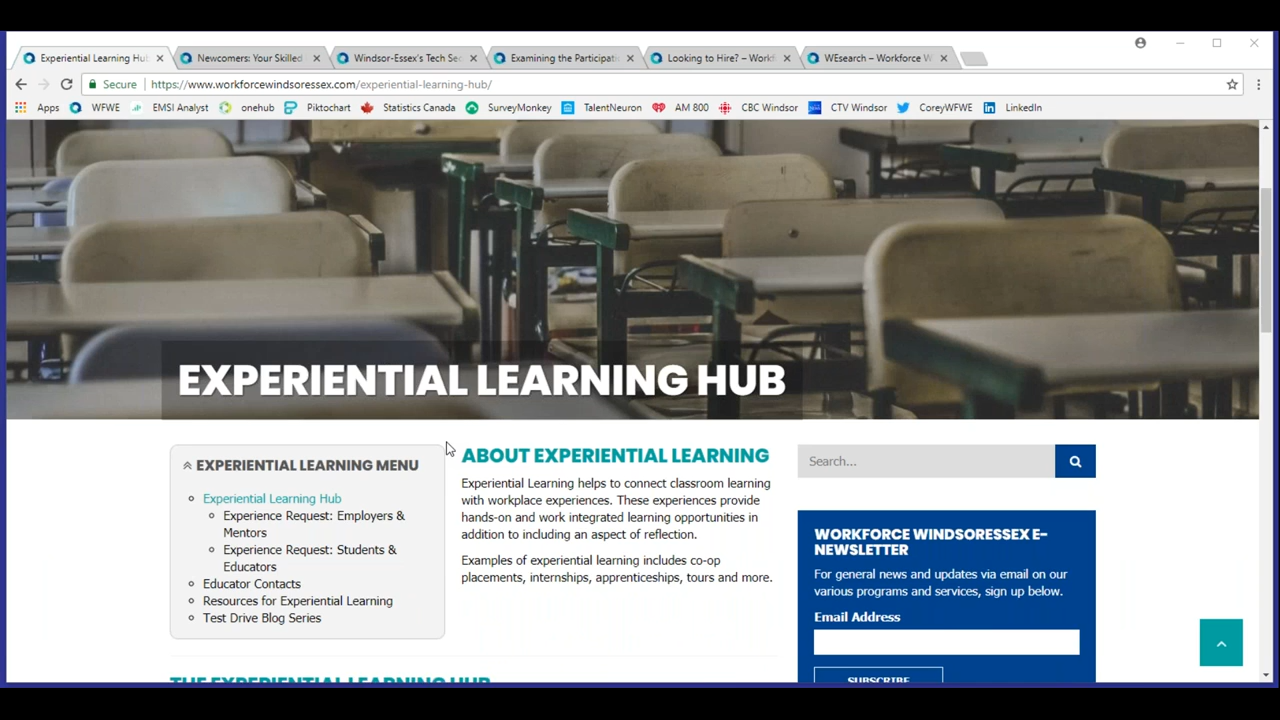 Experiential Learning Hu
Newcomers: Your Skilled
Windsor-Essex's Tech Sec
Examining the Participati
Looking to Hire? – Workf
WEsearch – Workforce W
Secure https://www.workforcewindsoressex.com/experiential-learning-hub/
Apps WFWE EMSI Analyst onehub Piktochart Statistics Canada SurveyMonkey TalentNeuron AM 800 CBC Windsor CTV Windsor CoreyWFWE LinkedIn
EXPERIENTIAL LEARNING HUB
EXPERIENTIAL LEARNING MENU
Experiential Learning Hub
Experience Request: Employers &
Mentors
Experience Request: Students &
Educators
Educator Contacts
Resources for Experiential Learning
Test Drive Blog Series
ABOUT EXPERIENTIAL LEARNING
Experiential Learning helps to connect classroom learning
with workplace experiences. These experiences provide
hands-on and work integrated learning opportunities in
addition to including an aspect of reflection.
Examples of experiential learning includes co-op
placements, internships, apprenticeships, tours and more.
THE EXPERIENTIAL LEARNING HUB
Search...
WORKFORCE WINDSORESSEX E-
NEWSLETTER
For general news and updates via email on our
various programs and services, sign up below.
Email Address
SUBSCRIBE